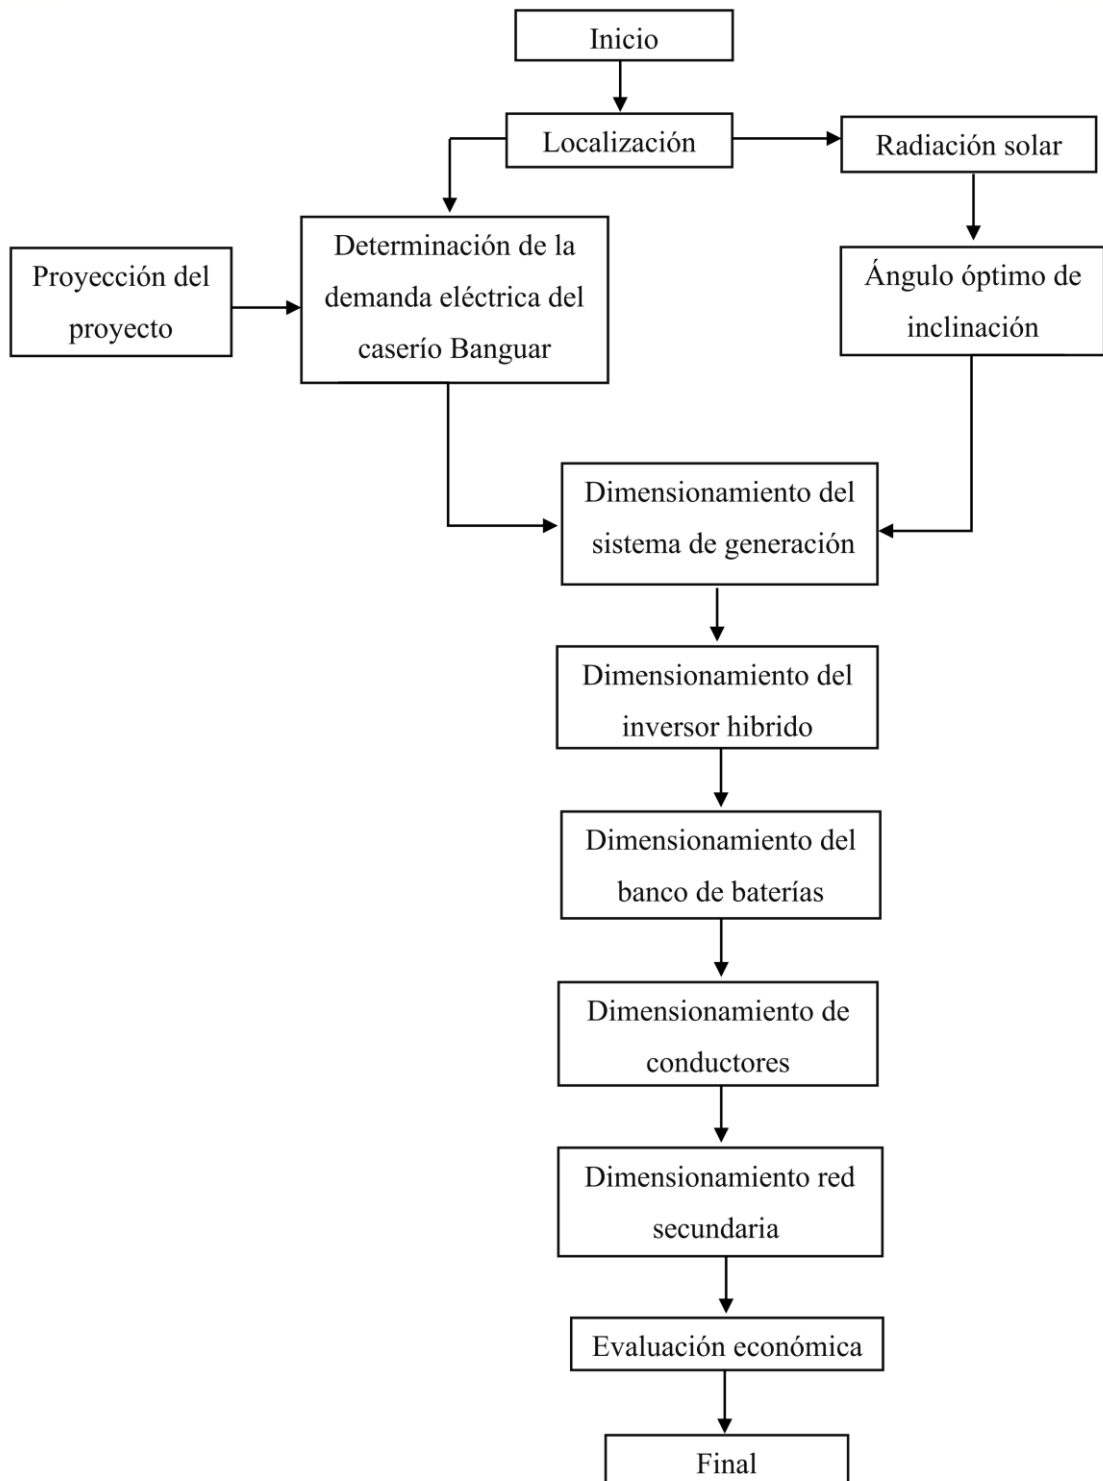 Inicio
Localización
Radiación solar
Proyección del
proyecto
Determinación de la
demanda eléctrica del
caserío Banguar
Ángulo óptimo de
inclinación
Dimensionamiento del
sistema de generación
Dimensionamiento del
inversor hibrido
Dimensionamiento del
banco de baterías
Dimensionamiento de
conductores
Dimensionamiento red
secundaria
Evaluación económica
Final